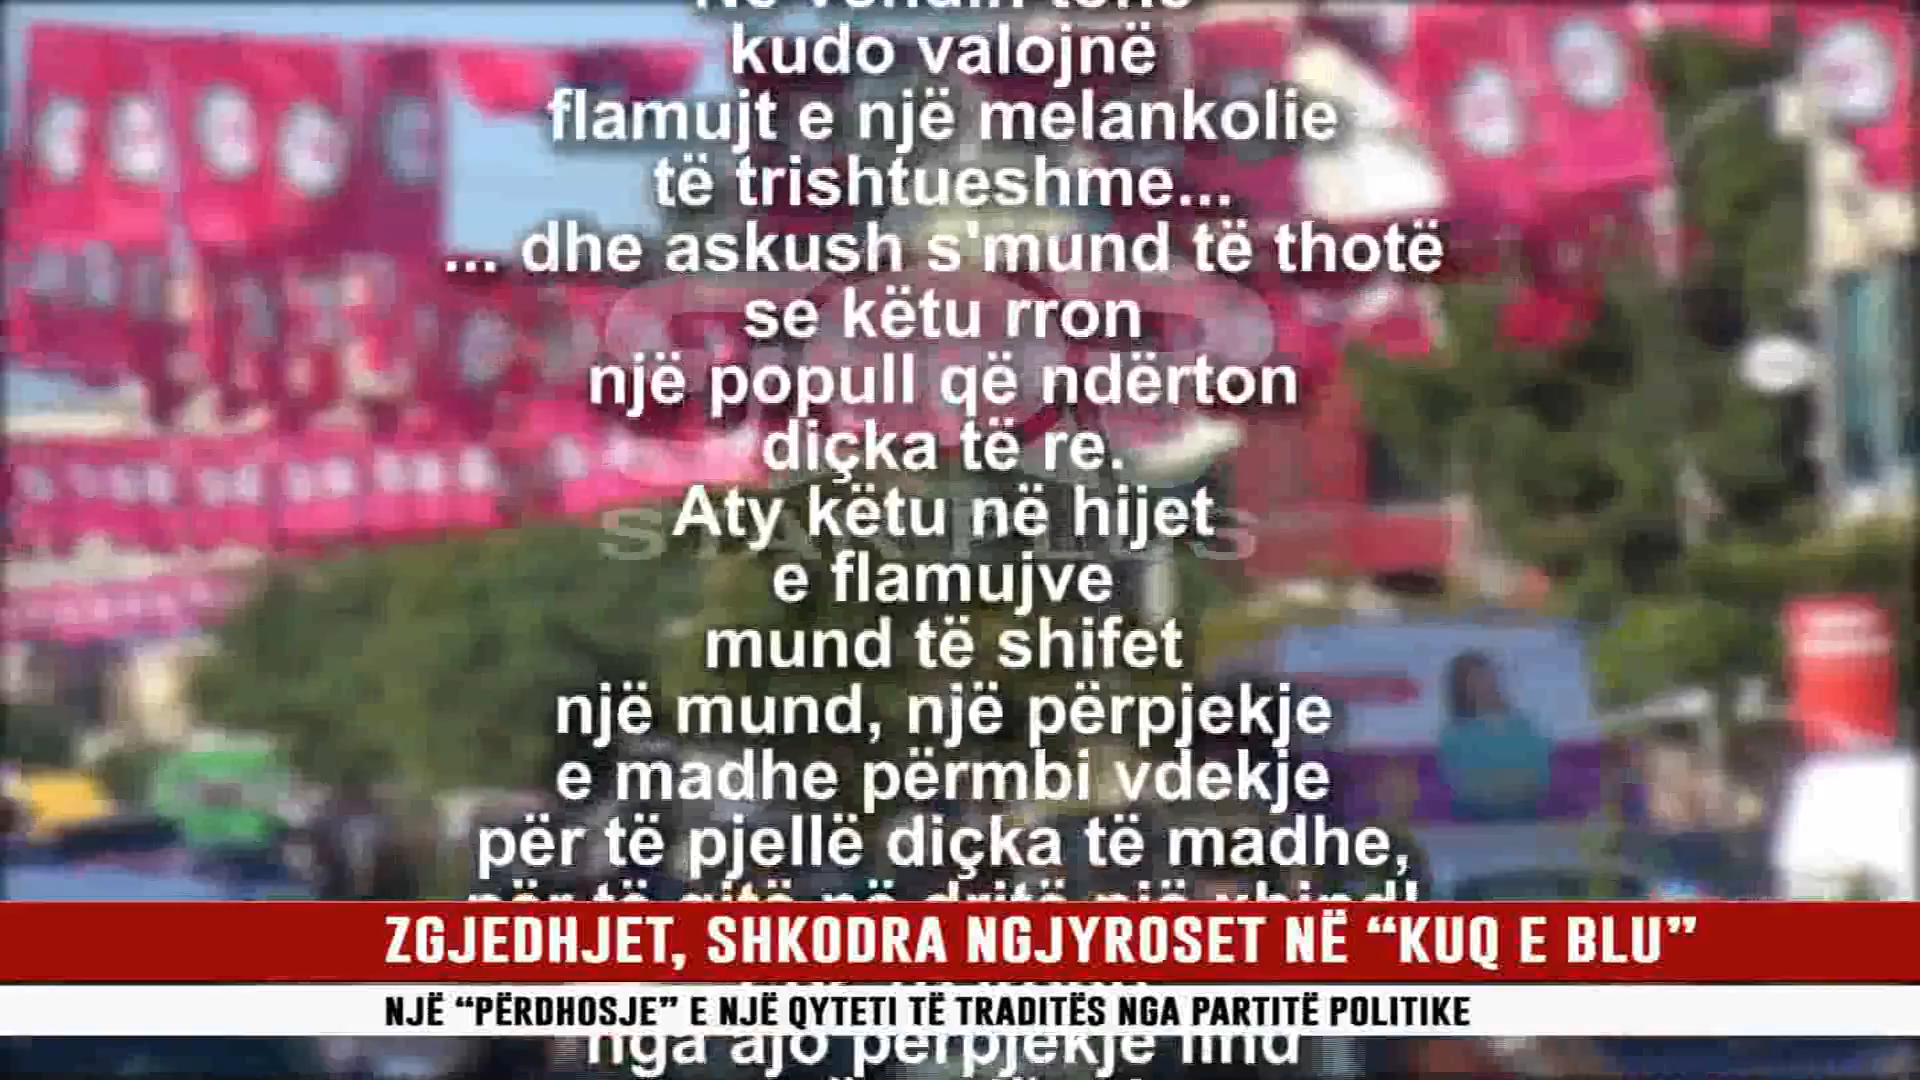 kudo valojnë
flamujt e një melankolie
të trishtueshme...
... dhe askush s'mund të thotë
se këtu rron
një popull që ndërton
diçka të re.
Aty këtu në hijet
e flamujve
mund të shifet
një mund, një përpjekje
e madhe përmbi vdekje
për të pjellë diçka të madhe,
ZGJEDHJET, SHKODRA NGJYROSET NË “KUQ E BLU”
NJË “PËRDHOSJE” E NJË QYTETI TË TRADITËS NGA PARTITË POLITIKE
nga ajo përpjekje